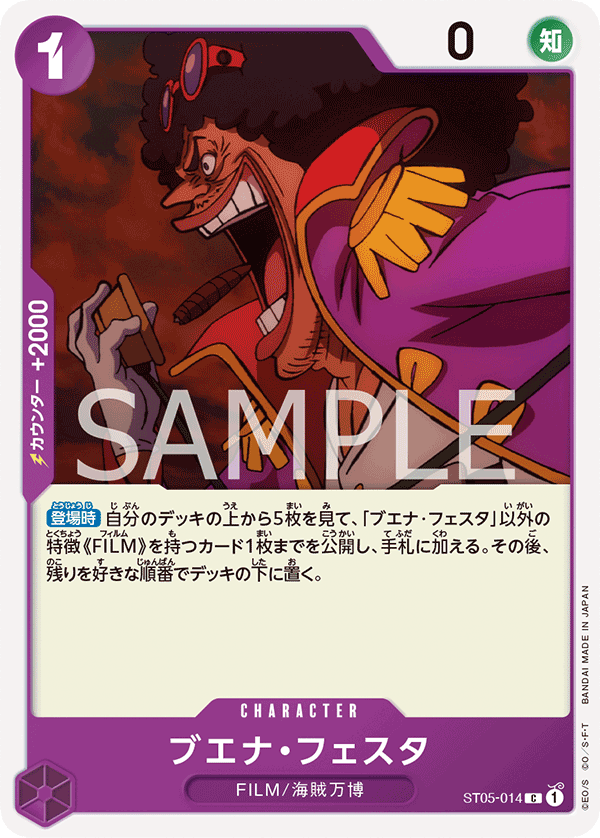 1
0
知
カウンター +2000
SAMPLE
登場時 自分のデッキの上から5枚を見て、「ブエナ・フェスタ」以外の
特徴《FILM》を持つカード1枚までを公開し、手札に加える。その後、
残りを好きな順番でデッキの下に置く。
CHARACTER
ブエナ・フェスタ
FILM/海賊万博
ST05-014 C 1
©E.O/S ©O/S・F・T BANDAI MADE IN JAPAN